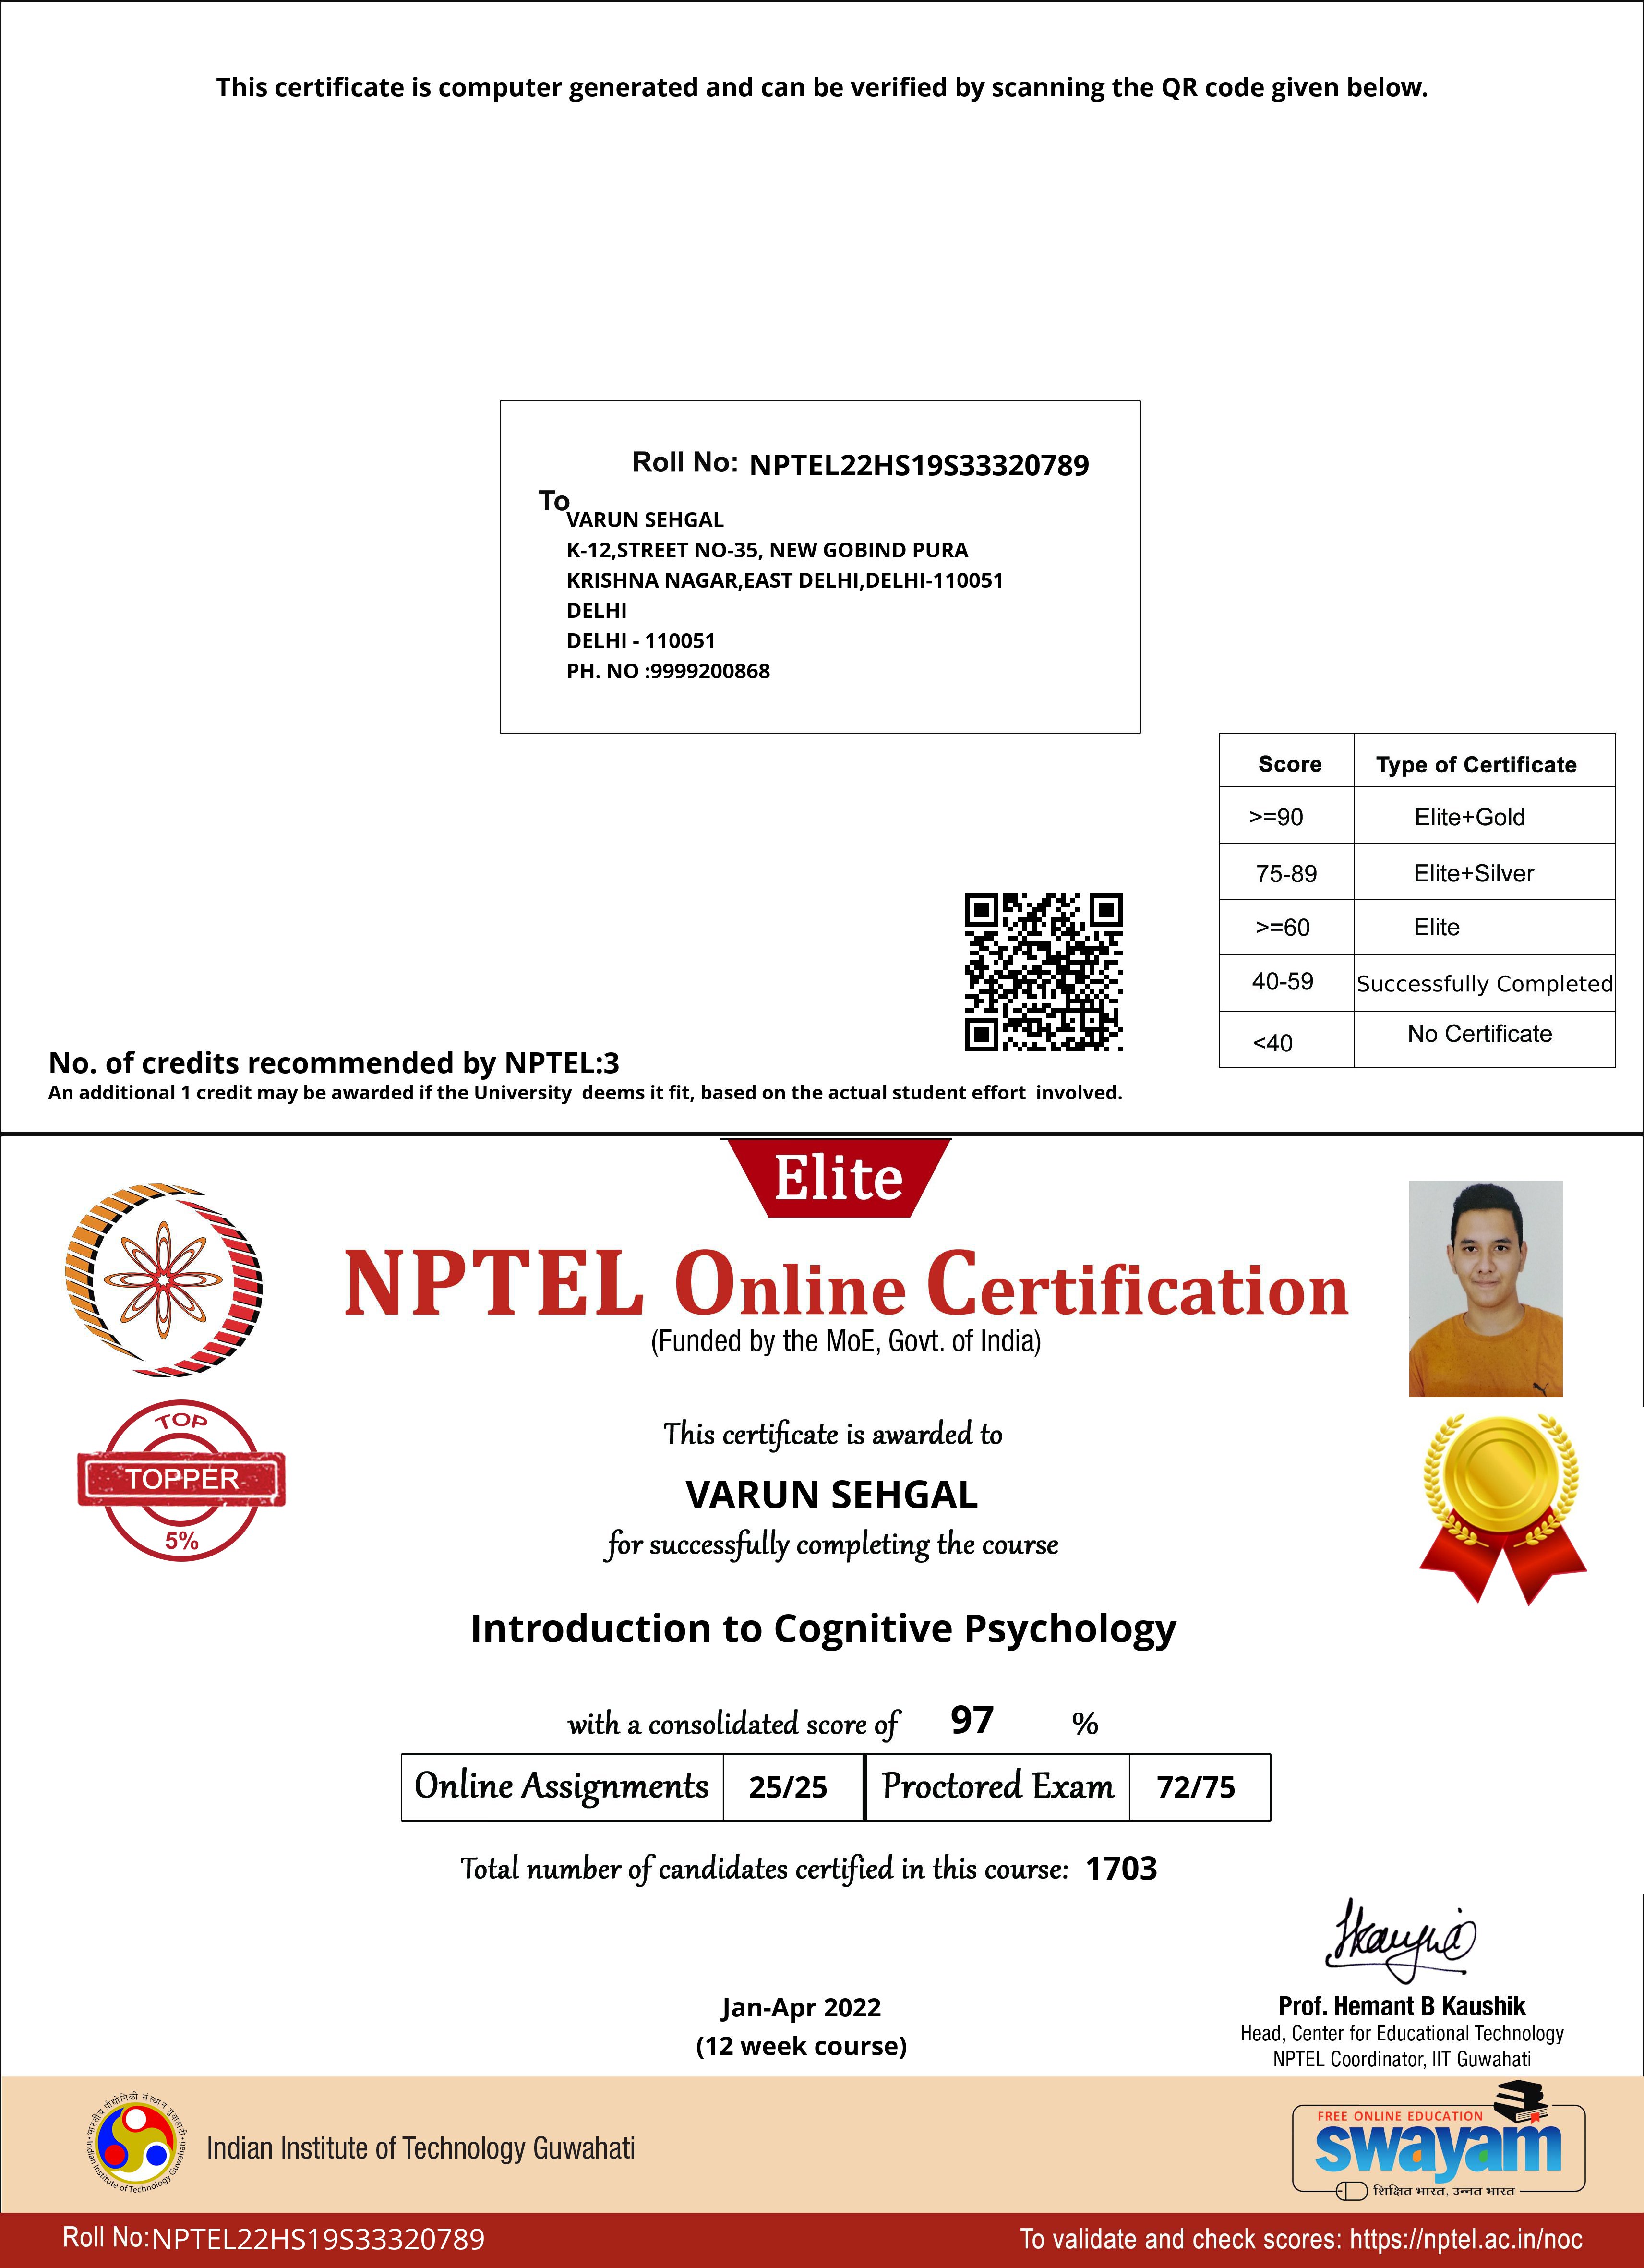 This certificate is computer generated and can be verified by scanning the QR code given below.
Roll No: NPTEL22HS19S33320789
To
VARUN SEHGAL
K-12,STREET NO-35, NEW GOBIND PURA
KRISHNA NAGAR,EAST DELHI,DELHI-110051
DELHI
DELHI - 110051
PH. NO :9999200868
Score Type of Certificate
>=90 Elite+Gold
75-89 Elite+Silver
>=60 Elite
40-59 Successfully Completed
<40 No Certificate
No. of credits recommended by NPTEL:3
An additional 1 credit may be awarded if the University deems it fit, based on the actual student effort involved.
Elite
NPTEL Online Certification
(Funded by the MoE, Govt. of India)
TOP
TOPPER
5%
This certificate is awarded to
VARUN SEHGAL
for successfully completing the course
Introduction to Cognitive Psychology
with a consolidated score of 97 %
Online Assignments 25/25 Proctored Exam 72/75
Total number of candidates certified in this course: 1703
Jan-Apr 2022
(12 week course)
Prof. Hemant B Kaushik
Head, Center for Educational Technology
NPTEL Coordinator, IIT Guwahati
भारतीय प्रौद्योगिकी संस्थान गुवाहाटी
Indian Institute of Technology Guwahati
Indian Institute of Technology Guwahati
FREE ONLINE EDUCATION
swayam
शिक्षित भारत, उन्नत भारत
Roll No: NPTEL22HS19S33320789
To validate and check scores: https://nptel.ac.in/noc